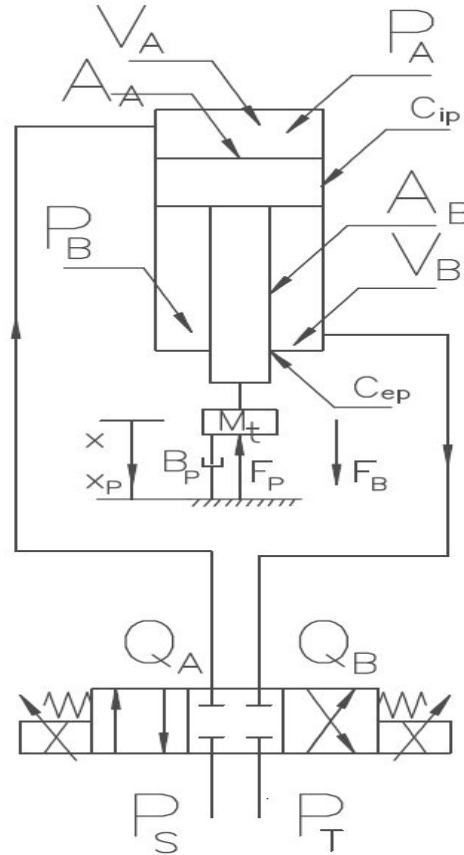 V_A
P_A
A_A
C_ip
P_B
A_B
V_B
C_ep
M_t
x
B_P
x_P
F_P
F_B
Q_A
Q_B
P_S
P_T